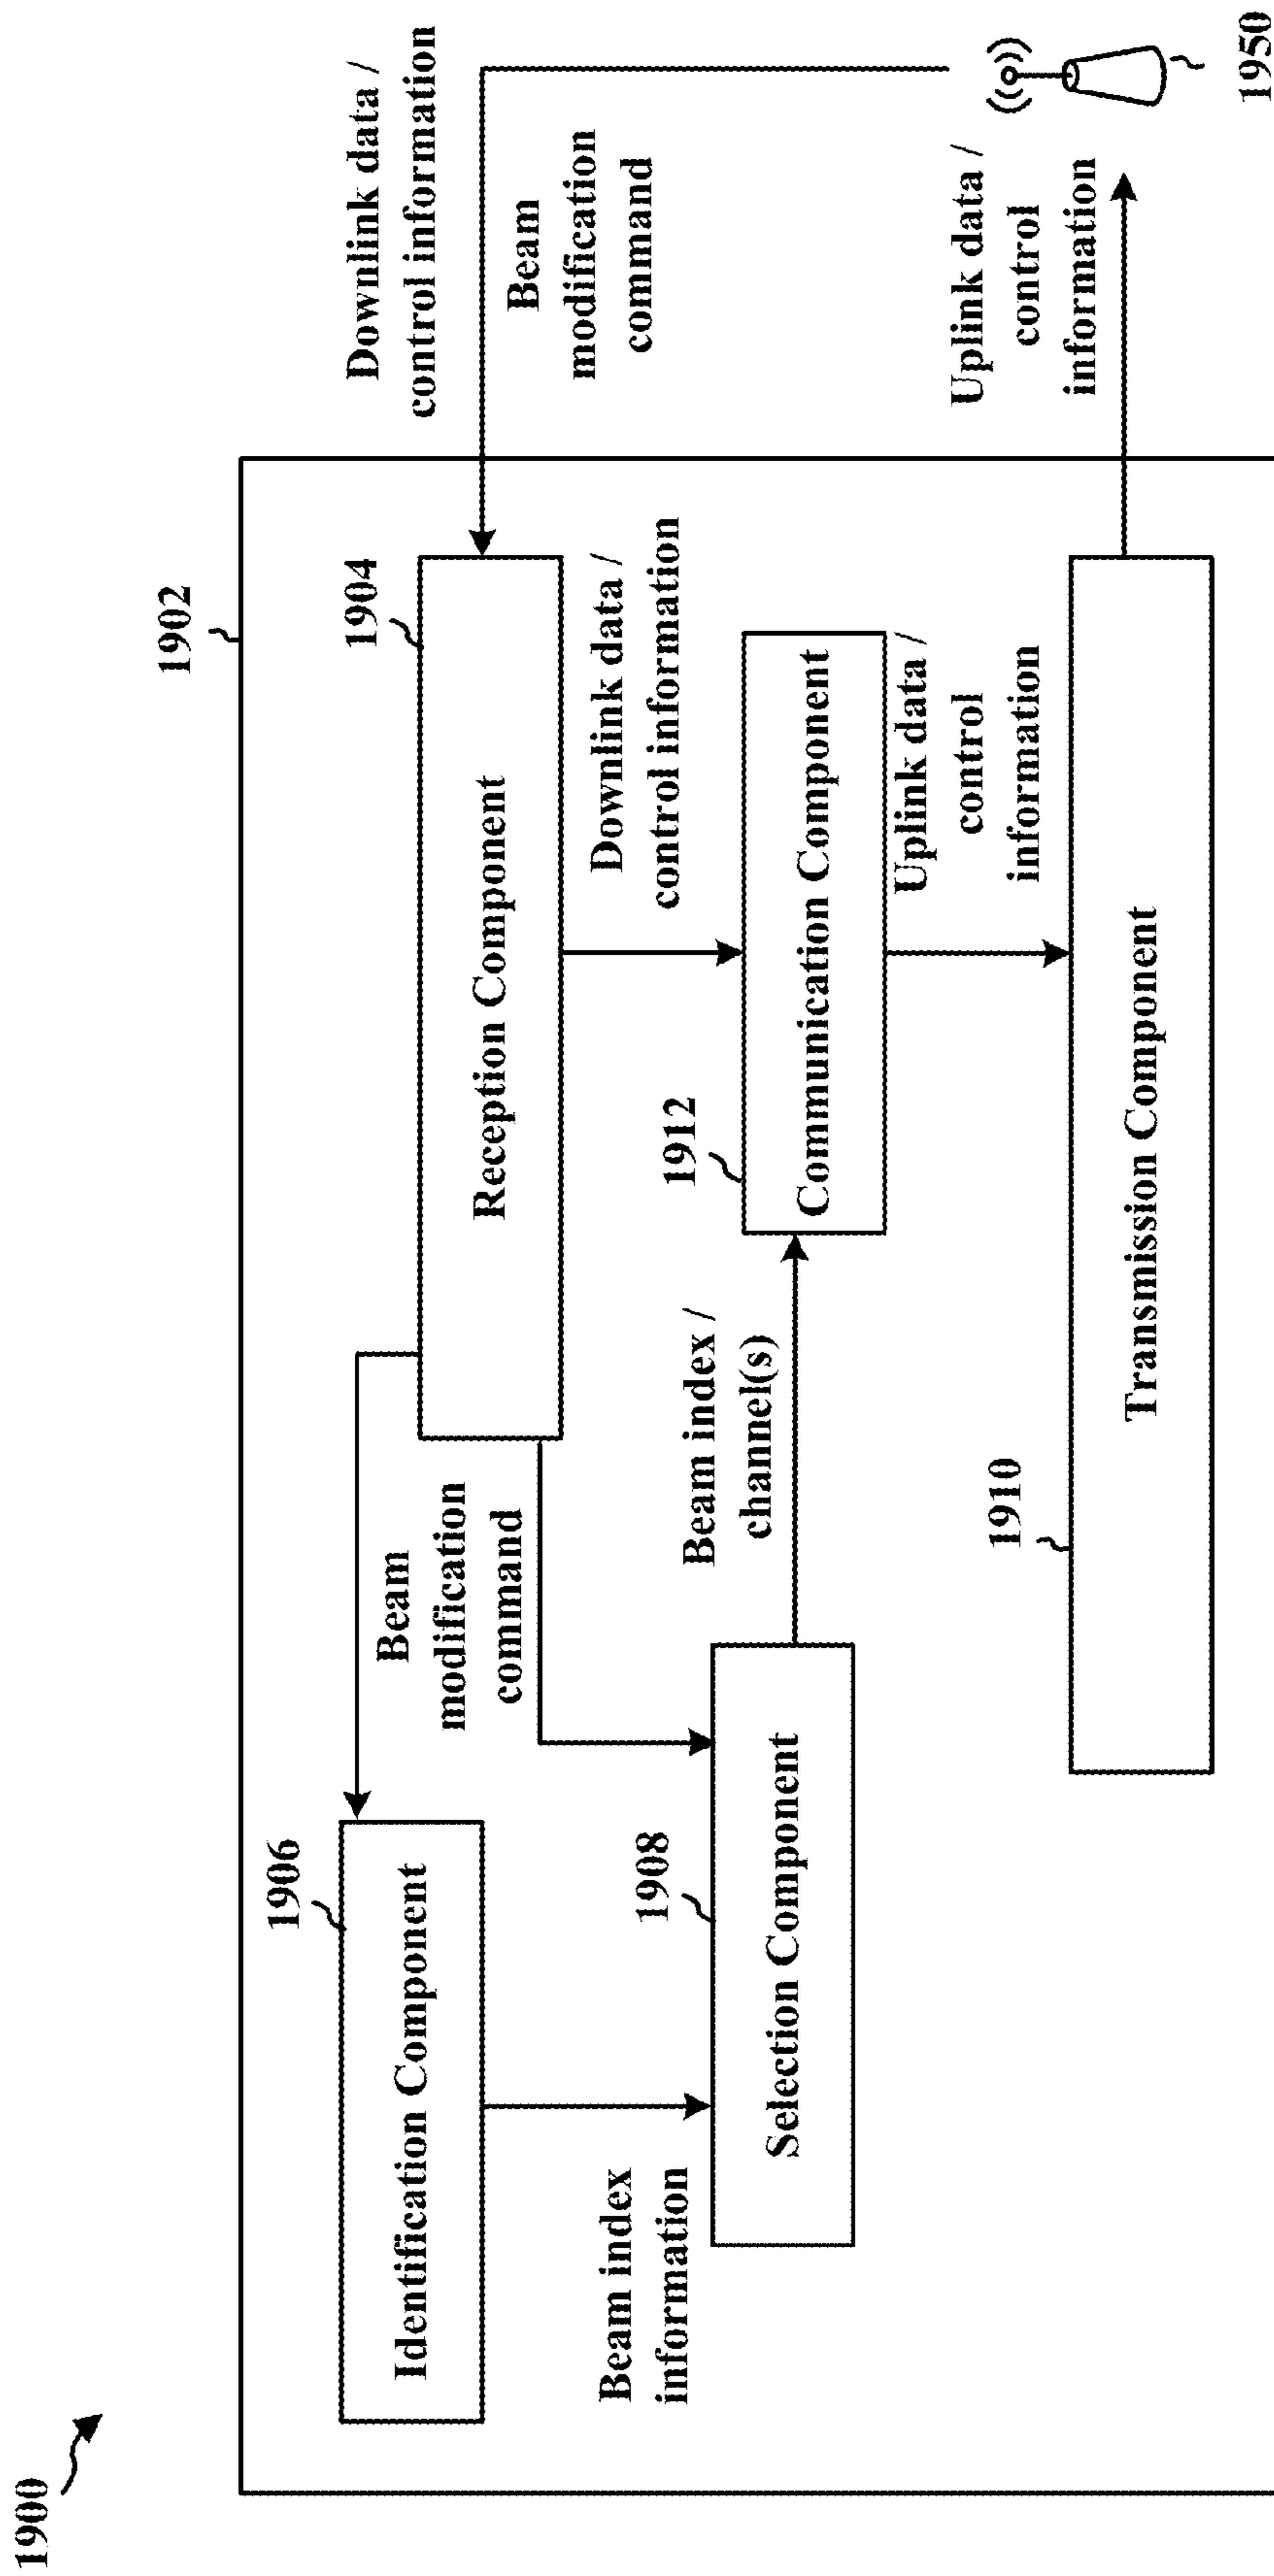 1900
1902
1906
Identification Component
1904
Reception Component
Downlink data /
control information
Beam
modification
command
Beam
modification
command
Beam index
information
1908
Selection Component
Beam index /
channel(s)
1912
Communication Component
Downlink data /
control information
Uplink data /
control
information
1910
Transmission Component
Uplink data /
control
information
1950